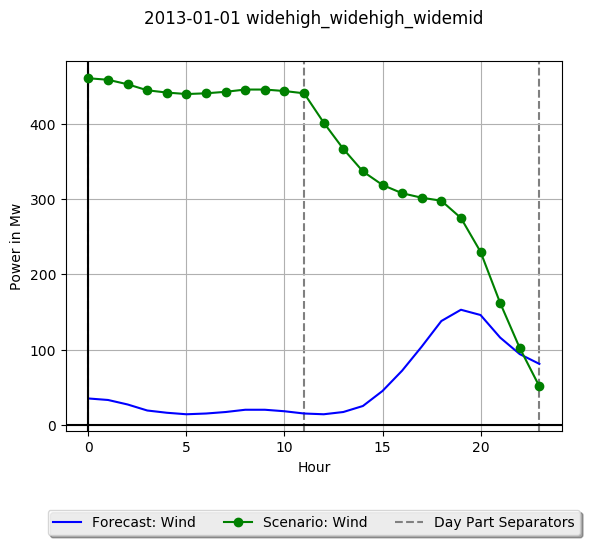 2013-01-01 widehigh_widehigh_widemid
Power in Mw
400
300
200
100
0
0 5 10 15 20
Hour
Forecast: Wind Scenario: Wind Day Part Separators